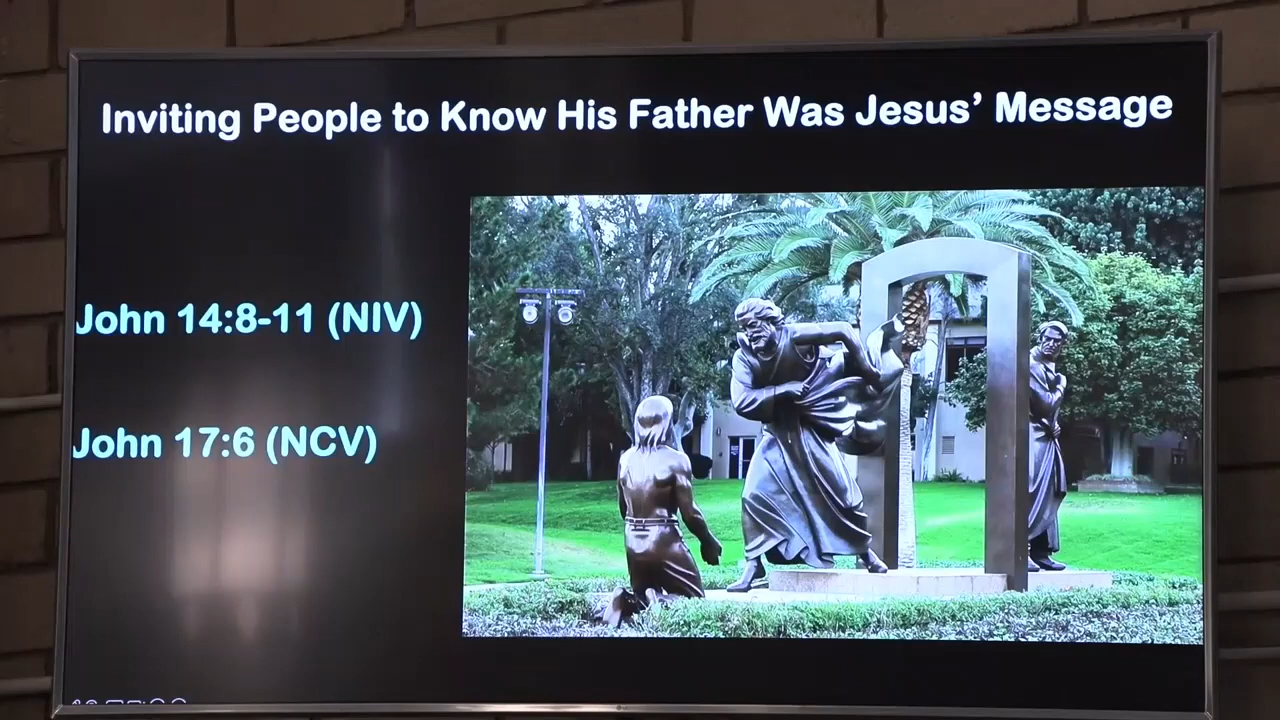 Inviting People to Know His Father Was Jesus’ Message
John 14:8-11 (NIV)
John 17:6 (NCV)